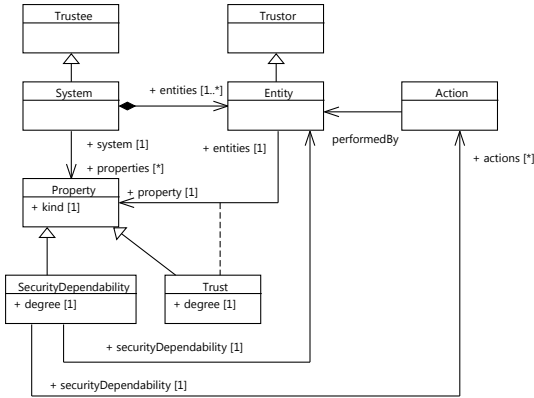 Trustee
Trustor
System
+ entities [1..*]
Entity
Action
+ system [1]
+ entities [1]
performedBy
+ properties [*]
+ actions [*]
Property
+ property [1]
+ kind [1]
SecurityDependability
Trust
+ degree [1]
+ degree [1]
+ securityDependability [1]
+ securityDependability [1]